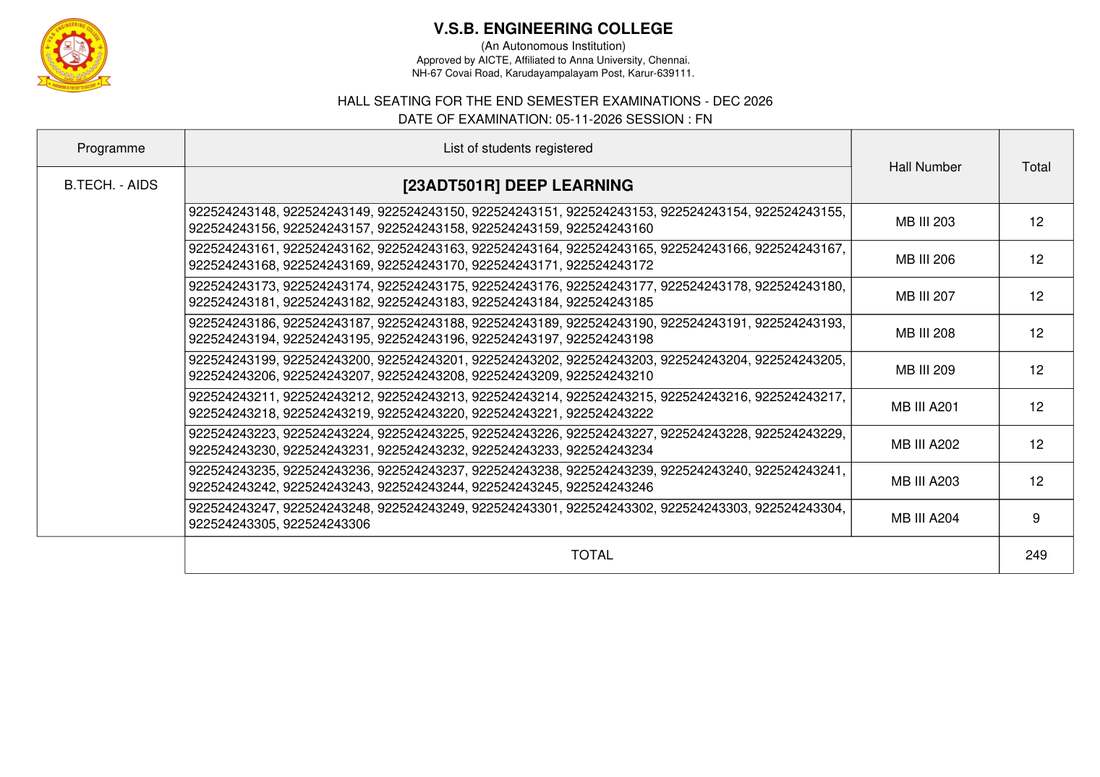 V.S.B. ENGINEERING COLLEGE
(An Autonomous Institution)
Approved by AICTE, Affiliated to Anna University, Chennai.
NH-67 Covai Road, Karudayampalayam Post, Karur-639111.
HALL SEATING FOR THE END SEMESTER EXAMINATIONS - DEC 2026
DATE OF EXAMINATION: 05-11-2026 SESSION : FN
Programme
List of students registered
Hall Number
Total
B.TECH. - AIDS
[23ADT501R] DEEP LEARNING
922524243148, 922524243149, 922524243150, 922524243151, 922524243153, 922524243154, 922524243155,
922524243156, 922524243157, 922524243158, 922524243159, 922524243160
MB III 203
12
922524243161, 922524243162, 922524243163, 922524243164, 922524243165, 922524243166, 922524243167,
922524243168, 922524243169, 922524243170, 922524243171, 922524243172
MB III 206
12
922524243173, 922524243174, 922524243175, 922524243176, 922524243177, 922524243178, 922524243180,
922524243181, 922524243182, 922524243183, 922524243184, 922524243185
MB III 207
12
922524243186, 922524243187, 922524243188, 922524243189, 922524243190, 922524243191, 922524243193,
922524243194, 922524243195, 922524243196, 922524243197, 922524243198
MB III 208
12
922524243199, 922524243200, 922524243201, 922524243202, 922524243203, 922524243204, 922524243205,
922524243206, 922524243207, 922524243208, 922524243209, 922524243210
MB III 209
12
922524243211, 922524243212, 922524243213, 922524243214, 922524243215, 922524243216, 922524243217,
922524243218, 922524243219, 922524243220, 922524243221, 922524243222
MB III A201
12
922524243223, 922524243224, 922524243225, 922524243226, 922524243227, 922524243228, 922524243229,
922524243230, 922524243231, 922524243232, 922524243233, 922524243234
MB III A202
12
922524243235, 922524243236, 922524243237, 922524243238, 922524243239, 922524243240, 922524243241,
922524243242, 922524243243, 922524243244, 922524243245, 922524243246
MB III A203
12
922524243247, 922524243248, 922524243249, 922524243301, 922524243302, 922524243303, 922524243304,
922524243305, 922524243306
MB III A204
9
TOTAL
249